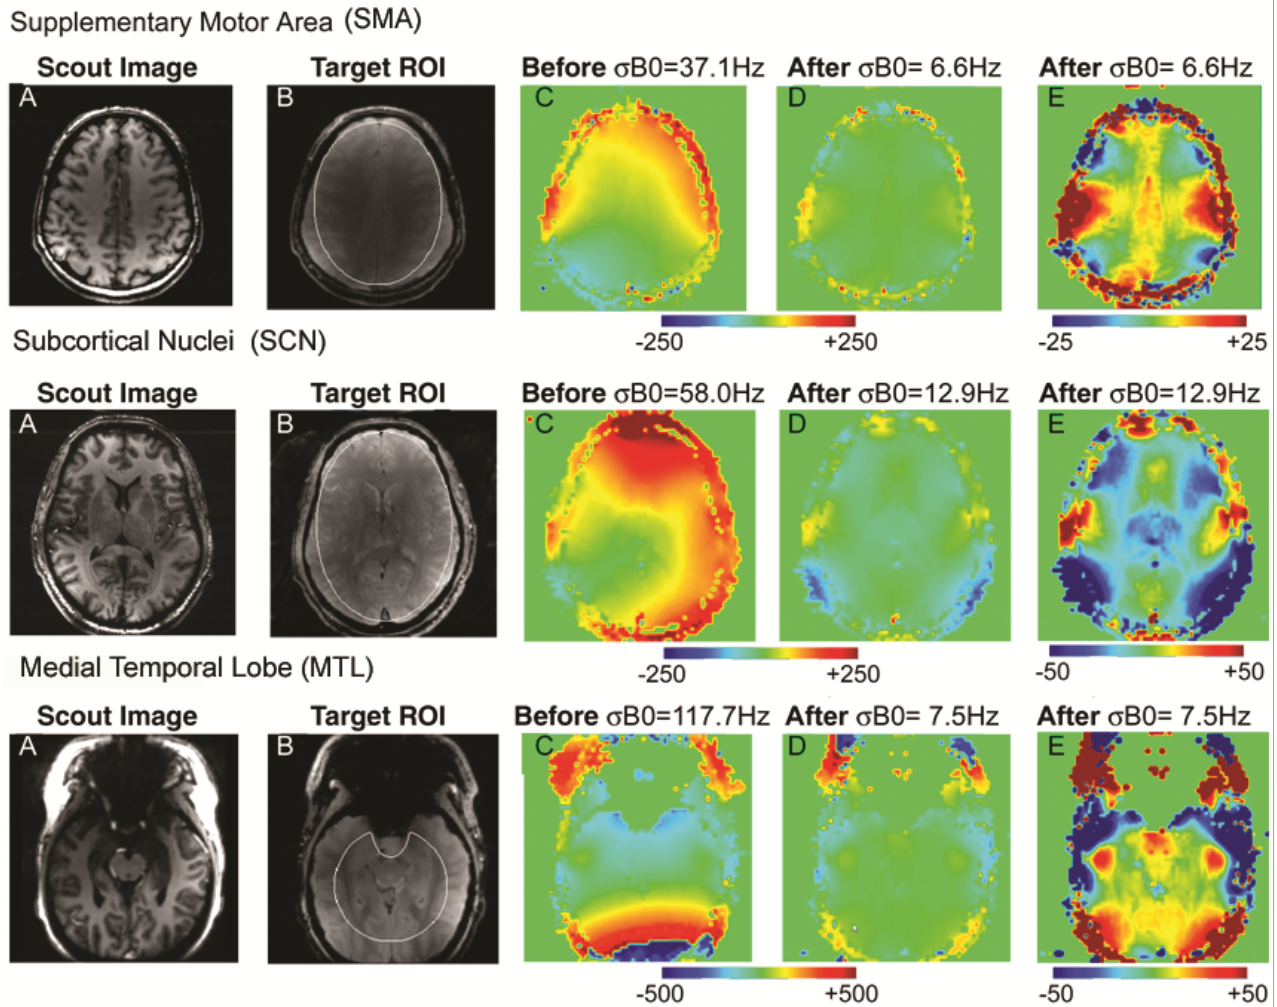 Supplementary Motor Area (SMA)
Scout Image Target ROI Before σB0=37.1Hz After σB0= 6.6Hz After σB0= 6.6Hz
A B C D E
-250 +250 -25 +25
Subcortical Nuclei (SCN)
Scout Image Target ROI Before σB0=58.0Hz After σB0=12.9Hz After σB0=12.9Hz
A B C D E
-250 +250 -50 +50
Medial Temporal Lobe (MTL)
Scout Image Target ROI Before σB0=117.7Hz After σB0= 7.5Hz After σB0= 7.5Hz
A B C D E
-500 +500 -50 +50